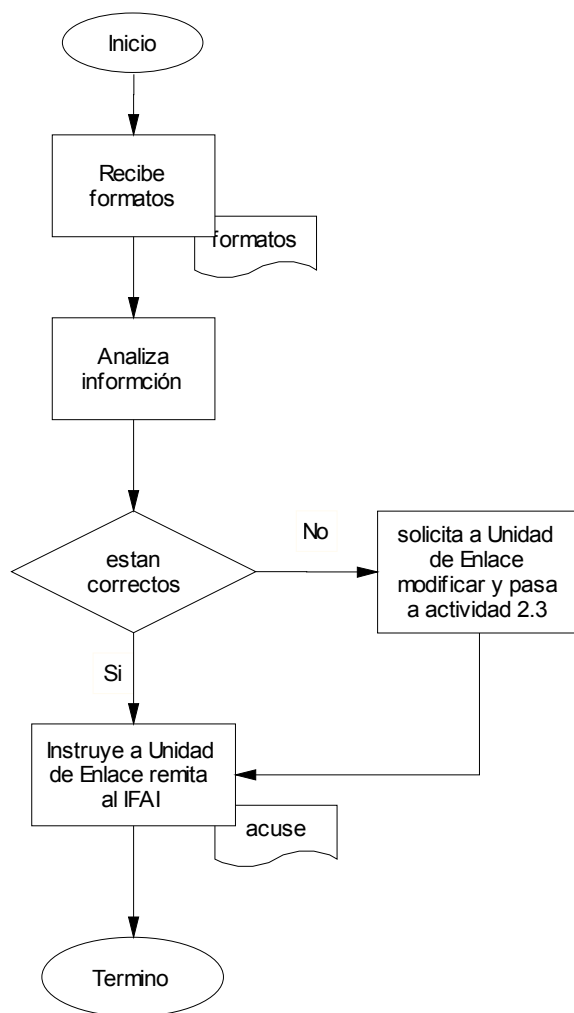 Inicio
Recibe
formatos
formatos
Analiza
informción
estan
correctos
No
solicita a Unidad
de Enlace
modificar y pasa
a actividad 2.3
Si
Instruye a Unidad
de Enlace remita
al IFAI
acuse
Termino